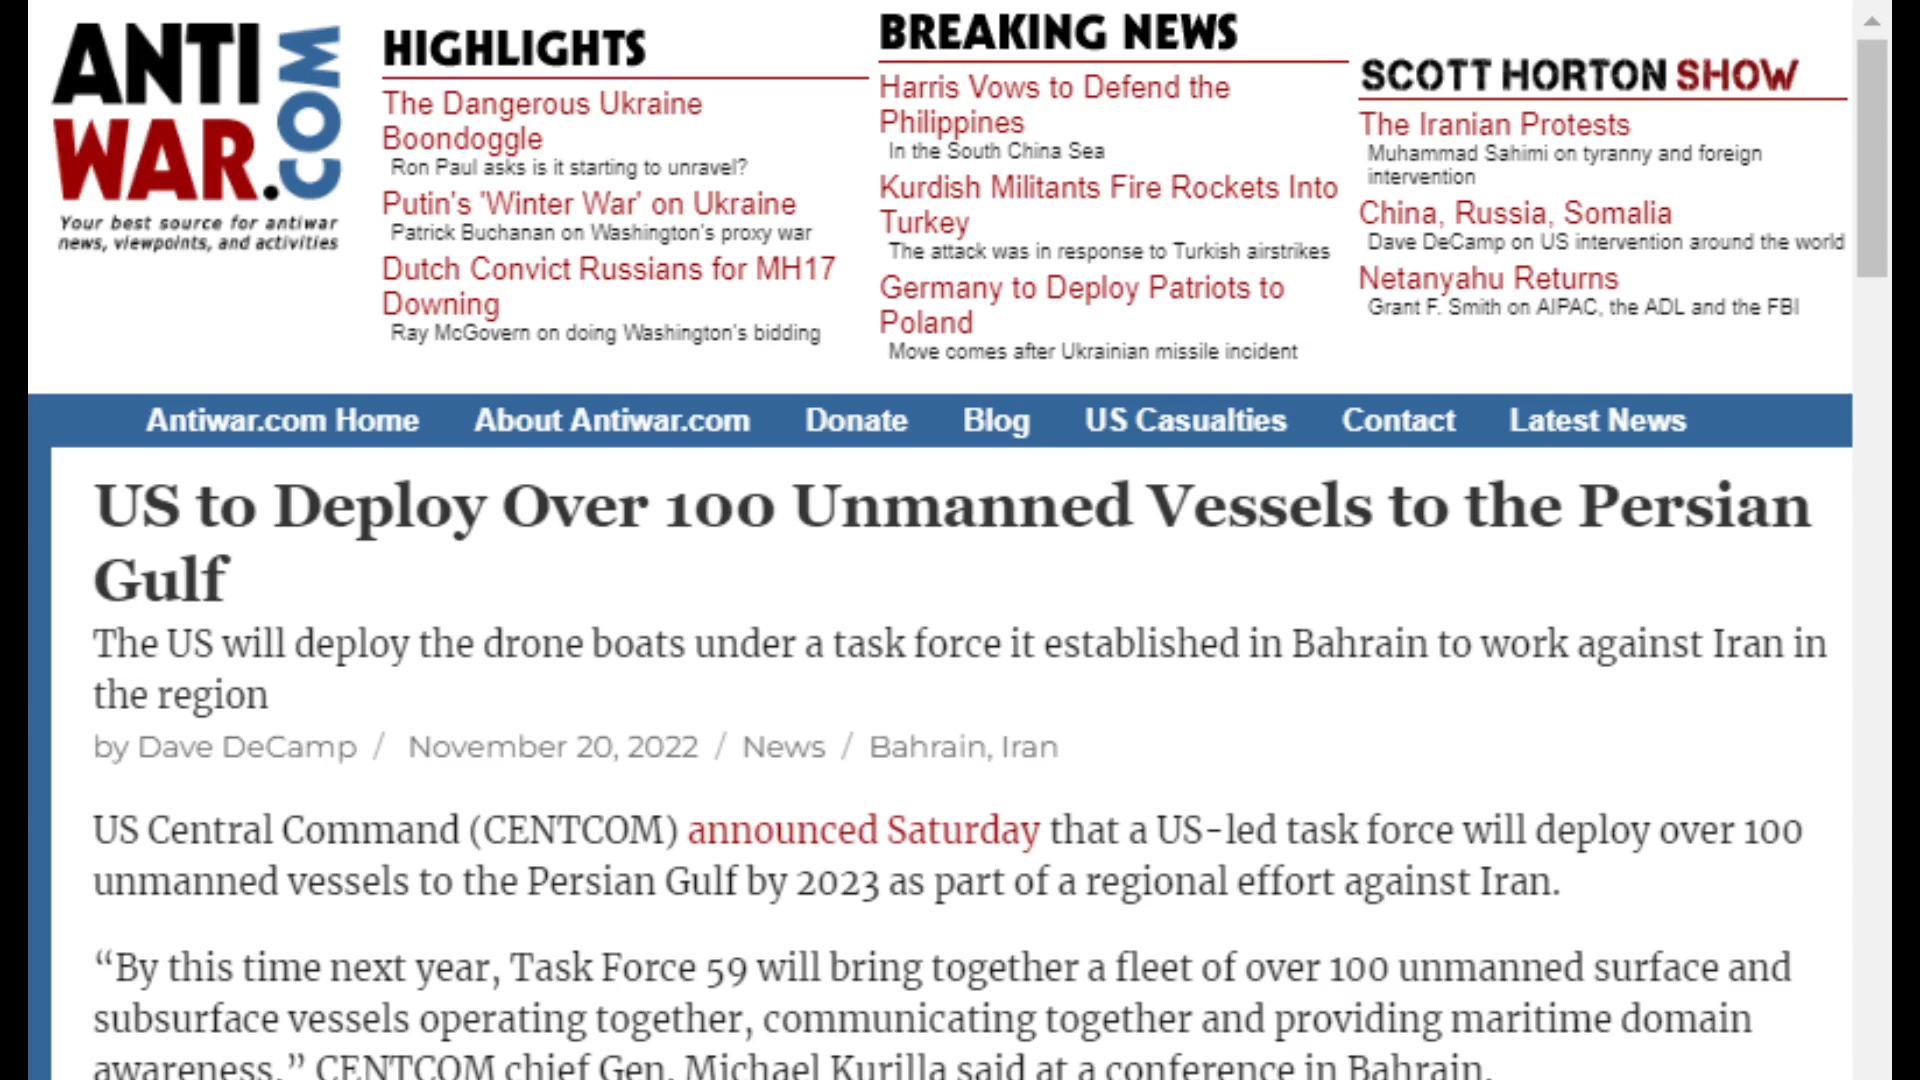 ANTI
WAR.COM
Your best source for antiwar
news, viewpoints, and activities
HIGHLIGHTS
The Dangerous Ukraine
Boondoggle
Ron Paul asks is it starting to unravel?
Putin's 'Winter War' on Ukraine
Patrick Buchanan on Washington's proxy war
Dutch Convict Russians for MH17
Downing
Ray McGovern on doing Washington's bidding
BREAKING NEWS
Harris Vows to Defend the
Philippines
In the South China Sea
Kurdish Militants Fire Rockets Into
Turkey
The attack was in response to Turkish airstrikes
Germany to Deploy Patriots to
Poland
Move comes after Ukrainian missile incident
SCOTT HORTON SHOW
The Iranian Protests
Muhammad Sahimi on tyranny and foreign
intervention
China, Russia, Somalia
Dave DeCamp on US intervention around the world
Netanyahu Returns
Grant F. Smith on AIPAC, the ADL and the FBI
Antiwar.com Home About Antiwar.com Donate Blog US Casualties Contact Latest News
US to Deploy Over 100 Unmanned Vessels to the Persian
Gulf
The US will deploy the drone boats under a task force it established in Bahrain to work against Iran in
the region
by Dave DeCamp / November 20, 2022 / News / Bahrain, Iran
US Central Command (CENTCOM) announced Saturday that a US-led task force will deploy over 100
unmanned vessels to the Persian Gulf by 2023 as part of a regional effort against Iran.
“By this time next year, Task Force 59 will bring together a fleet of over 100 unmanned surface and
subsurface vessels operating together, communicating together and providing maritime domain
awareness,” CENTCOM chief Gen. Michael Kurilla said at a conference in Bahrain.